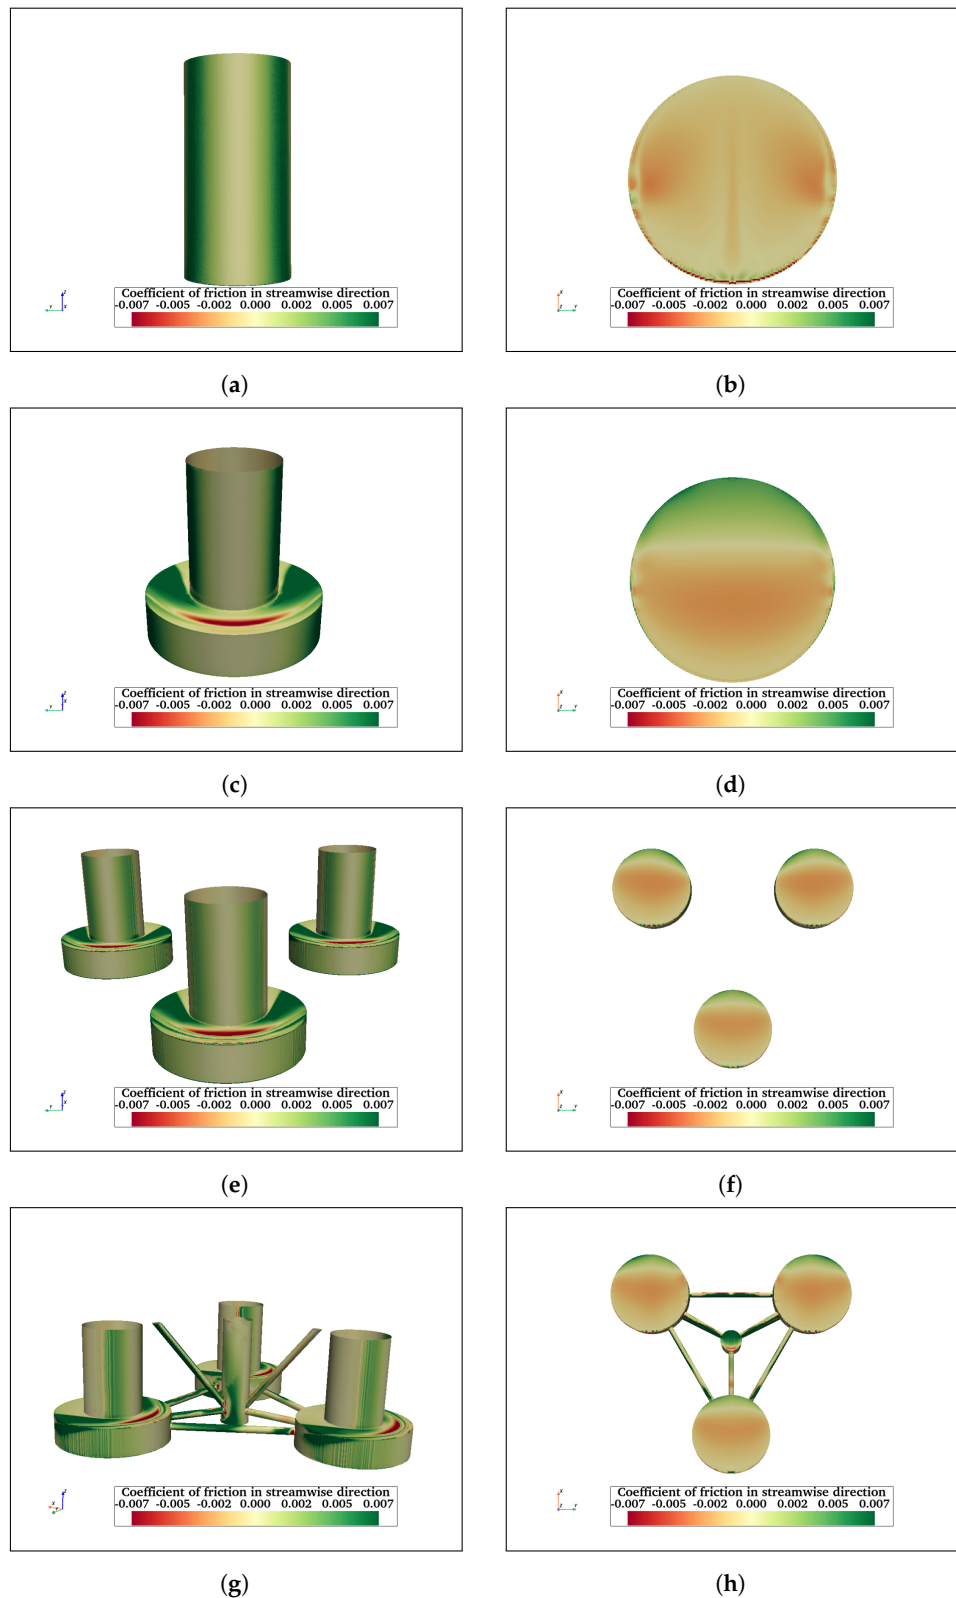 Coefficient of friction in streamwise direction
-0.007 -0.005 -0.002 0.000 0.002 0.005 0.007
Z
Y
X
(a)
Coefficient of friction in streamwise direction
-0.007 -0.005 -0.002 0.000 0.002 0.005 0.007
X
Z
Y
(b)
Coefficient of friction in streamwise direction
-0.007 -0.005 -0.002 0.000 0.002 0.005 0.007
Z
X
Y
(c)
Coefficient of friction in streamwise direction
-0.007 -0.005 -0.002 0.000 0.002 0.005 0.007
X
Z
Y
(d)
Coefficient of friction in streamwise direction
-0.007 -0.005 -0.002 0.000 0.002 0.005 0.007
Z
X
Y
(e)
Coefficient of friction in streamwise direction
-0.007 -0.005 -0.002 0.000 0.002 0.005 0.007
X
Z
Y
(f)
Coefficient of friction in streamwise direction
-0.007 -0.005 -0.002 0.000 0.002 0.005 0.007
Z
X
Y
(g)
Coefficient of friction in streamwise direction
-0.007 -0.005 -0.002 0.000 0.002 0.005 0.007
X
Z
Y
(h)